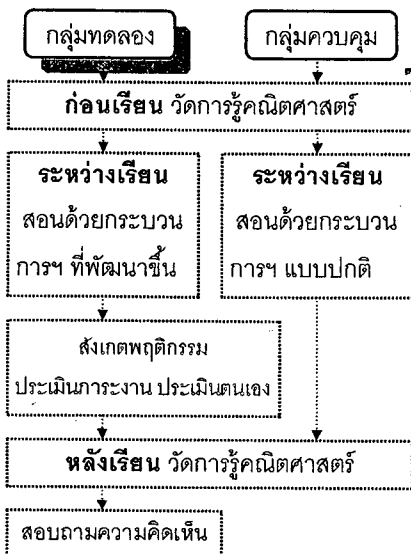 กลุ่มทดลอง
กลุ่มควบคุม
ก่อนเรียน วัดการรู้คณิตศาสตร์
ระหว่างเรียน
สอนด้วยกระบวน
การฯ ที่พัฒนาขึ้น
ระหว่างเรียน
สอนด้วยกระบวน
การฯ แบบปกติ
สังเกตพฤติกรรม
ประเมินภาระงาน ประเมินตนเอง
หลังเรียน วัดการรู้คณิตศาสตร์
สอบถามความคิดเห็น